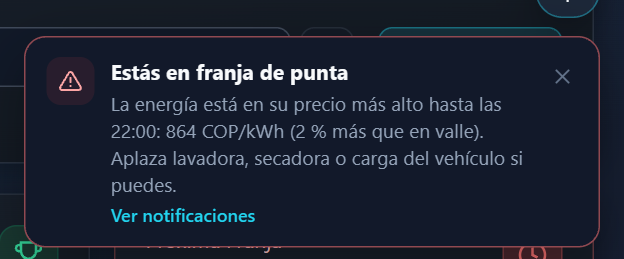 Estás en franja de punta
La energía está en su precio más alto hasta las
22:00: 864 COP/kWh (2 % más que en valle).
Aplaza lavadora, secadora o carga del vehículo si
puedes.
Ver notificaciones